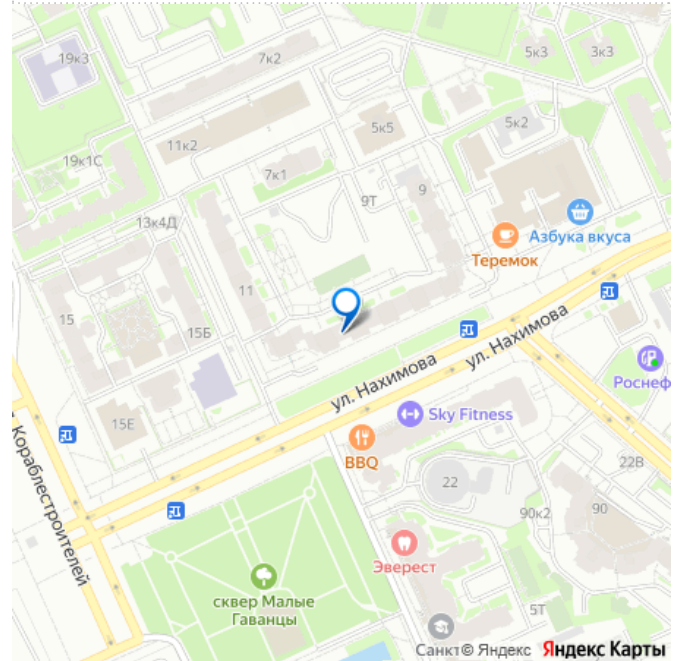 19к3
7к2
5к3
3к3
5к2
5к5
11к2
19к1С
7к1
9
9Т
13к4Д
Азбука вкуса
Теремок
11
15
15Б
ул. Нахимова
ул. Нахимова
Роснеф
15Е
Sky Fitness
BBQ
Кораблестроителей
22
22В
90
90к2
Эверест
сквер Малые
Гаванцы
5Т
Санкт© Яндекс Яндекс Карты